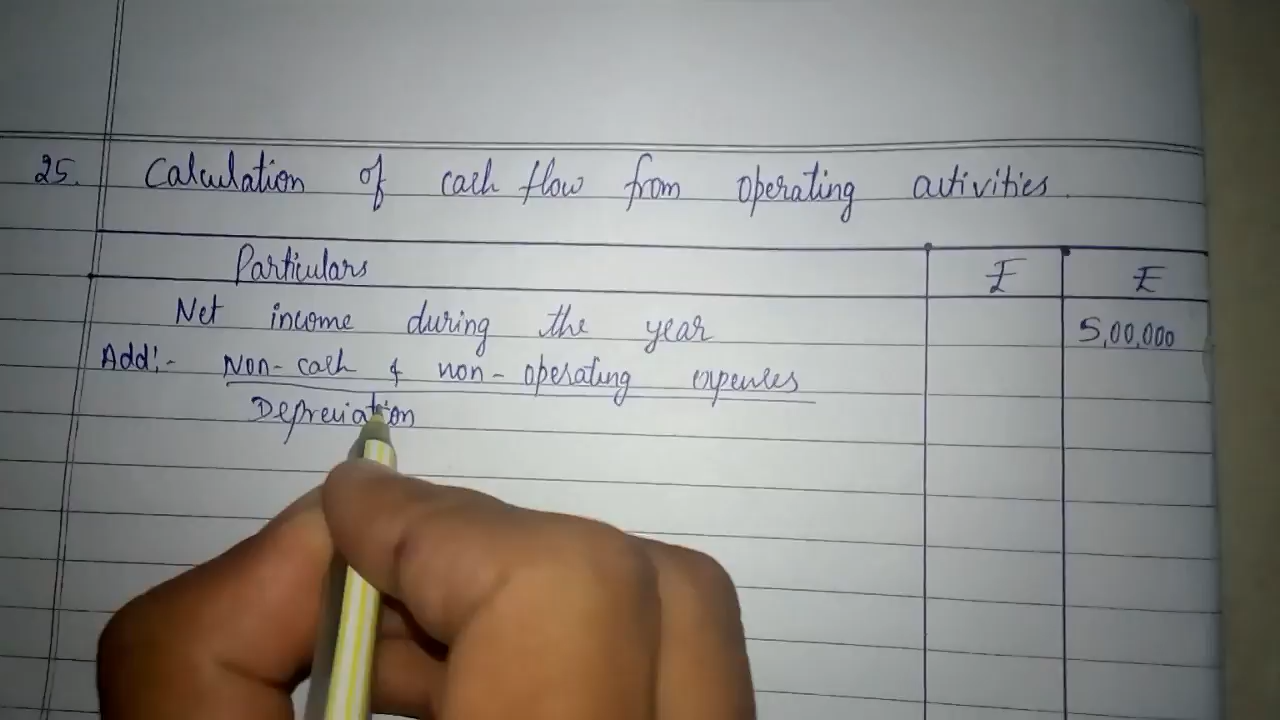 25. Calculation of cash flow from operating activities.
Particulars £ £
Net income during the year 5,00,000
Add:- Non-cash & non-operating expenses
Depreciation